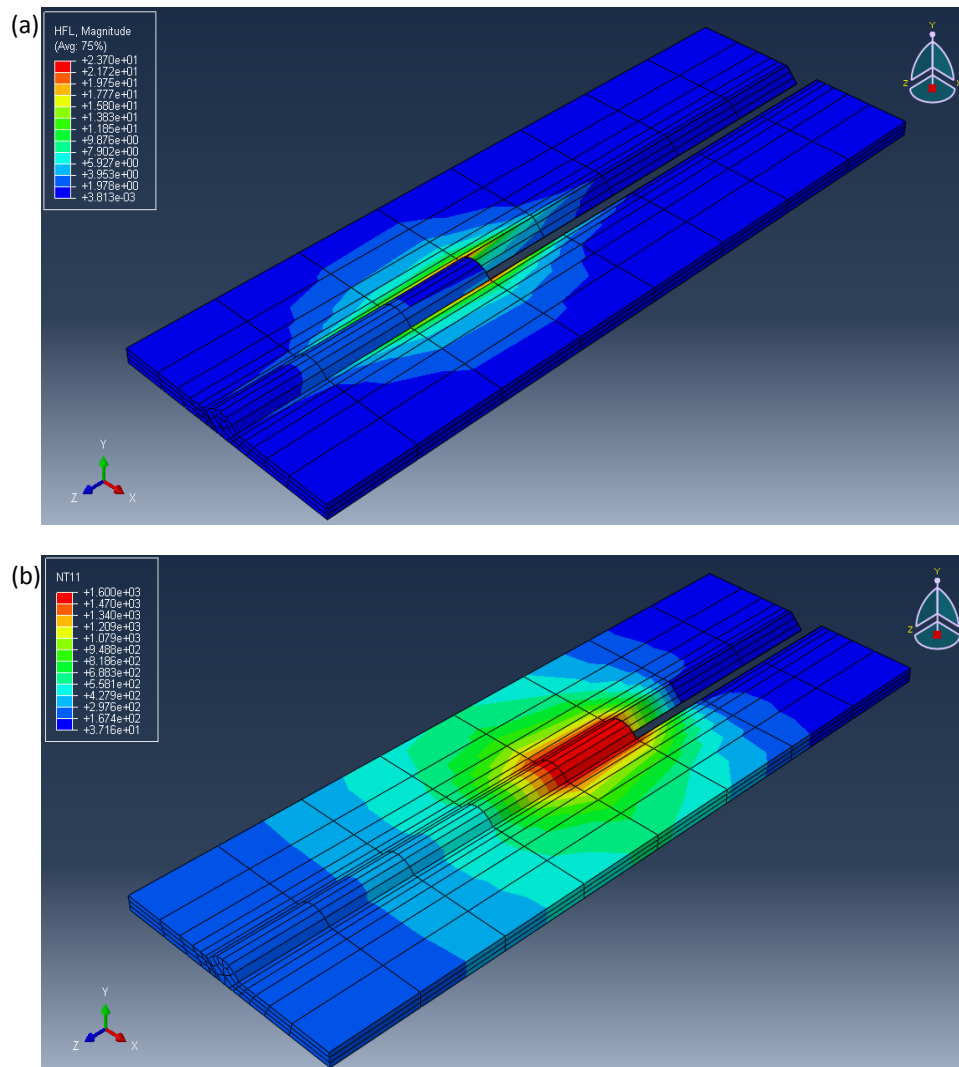 (a)
HFL, Magnitude
(Avg: 75%)
+2.370e+01
+2.172e+01
+1.975e+01
+1.777e+01
+1.580e+01
+1.383e+01
+1.185e+01
+9.876e+00
+7.902e+00
+5.927e+00
+3.953e+00
+1.978e+00
+3.813e-03
Y
Z
X
Y
Z
X
(b)
NT11
+1.600e+03
+1.470e+03
+1.340e+03
+1.209e+03
+1.079e+03
+9.488e+02
+8.186e+02
+6.883e+02
+5.581e+02
+4.279e+02
+2.976e+02
+1.674e+02
+3.716e+01
Y
Z
Y
Z
X